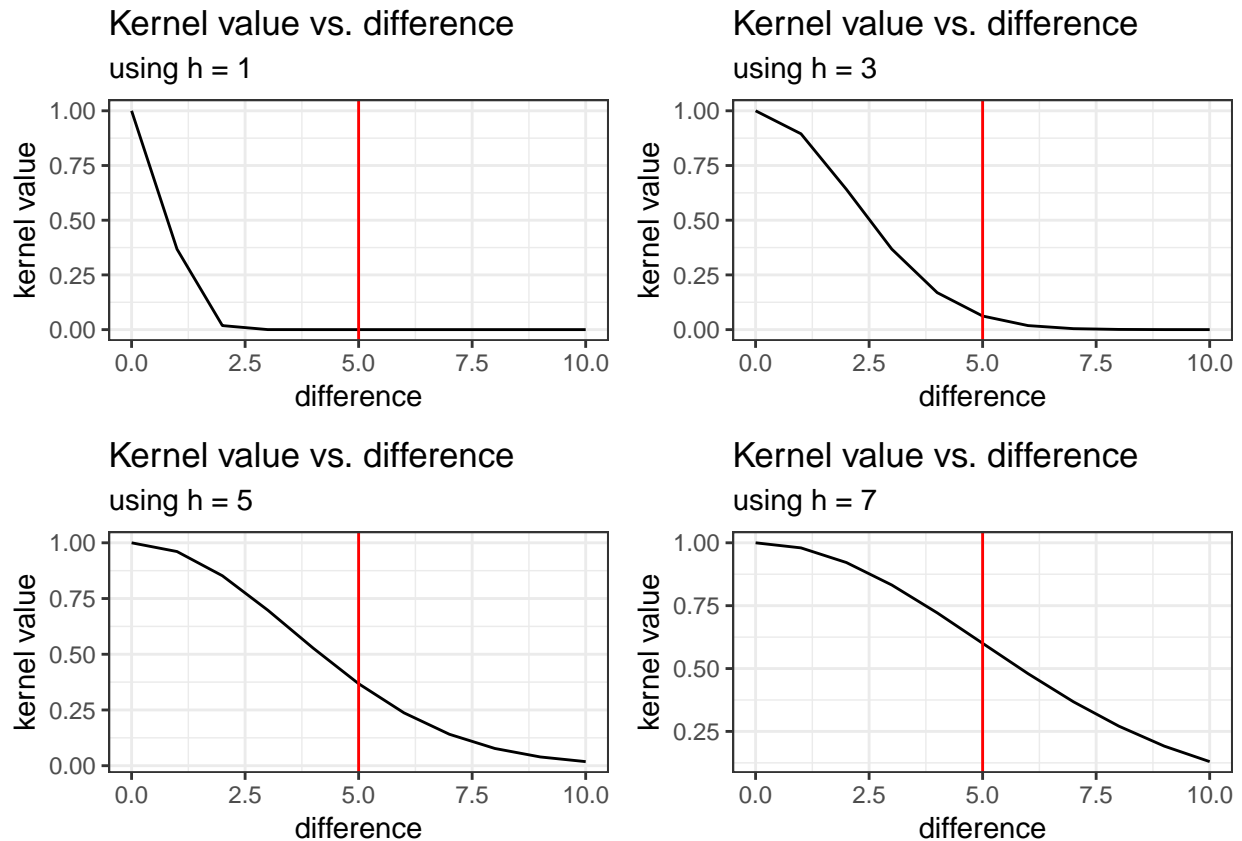 Kernel value vs. difference
using h = 1
kernel value
1.00
0.75
0.50
0.25
0.00
0.0 2.5 5.0 7.5 10.0
difference
Kernel value vs. difference
using h = 3
kernel value
1.00
0.75
0.50
0.25
0.00
0.0 2.5 5.0 7.5 10.0
difference
Kernel value vs. difference
using h = 5
kernel value
1.00
0.75
0.50
0.25
0.00
0.0 2.5 5.0 7.5 10.0
difference
Kernel value vs. difference
using h = 7
kernel value
1.00
0.75
0.50
0.25
0.0 2.5 5.0 7.5 10.0
difference